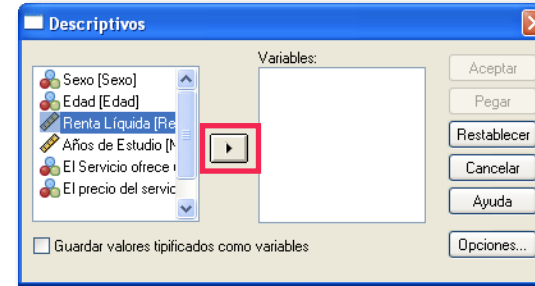 Descriptivos
Variables:
Sexo [Sexo]
Edad [Edad]
Renta Líquida [Re
Años de Estudio [
El Servicio ofrece
El precio del servic
Aceptar
Pegar
Restablecer
Cancelar
Ayuda
Opciones...
Guardar valores tipificados como variables